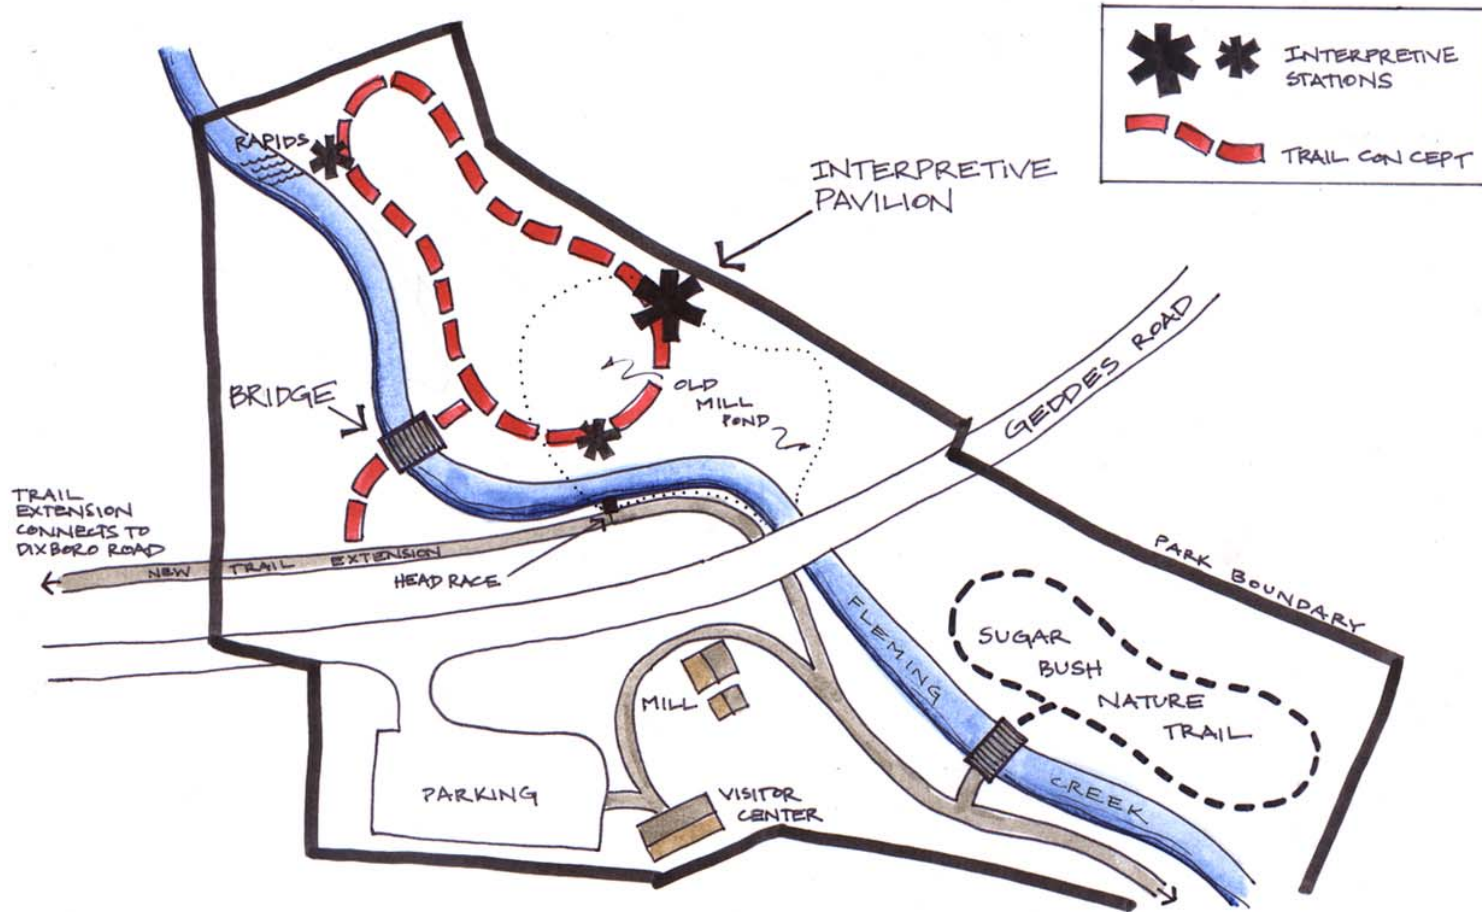 INTERPRETIVE
STATIONS
TRAIL CONCEPT
RAPIDS
INTERPRETIVE
PAVILION
GEDDES ROAD
BRIDGE
OLD
MILL
POND
TRAIL
EXTENSION
CONNECTS TO
DIXBORO ROAD
NEW TRAIL EXTENSION
HEAD RACE
PARK BOUNDARY
FLEMING
CREEK
SUGAR
BUSH
NATURE
TRAIL
MILL
PARKING
VISITOR
CENTER